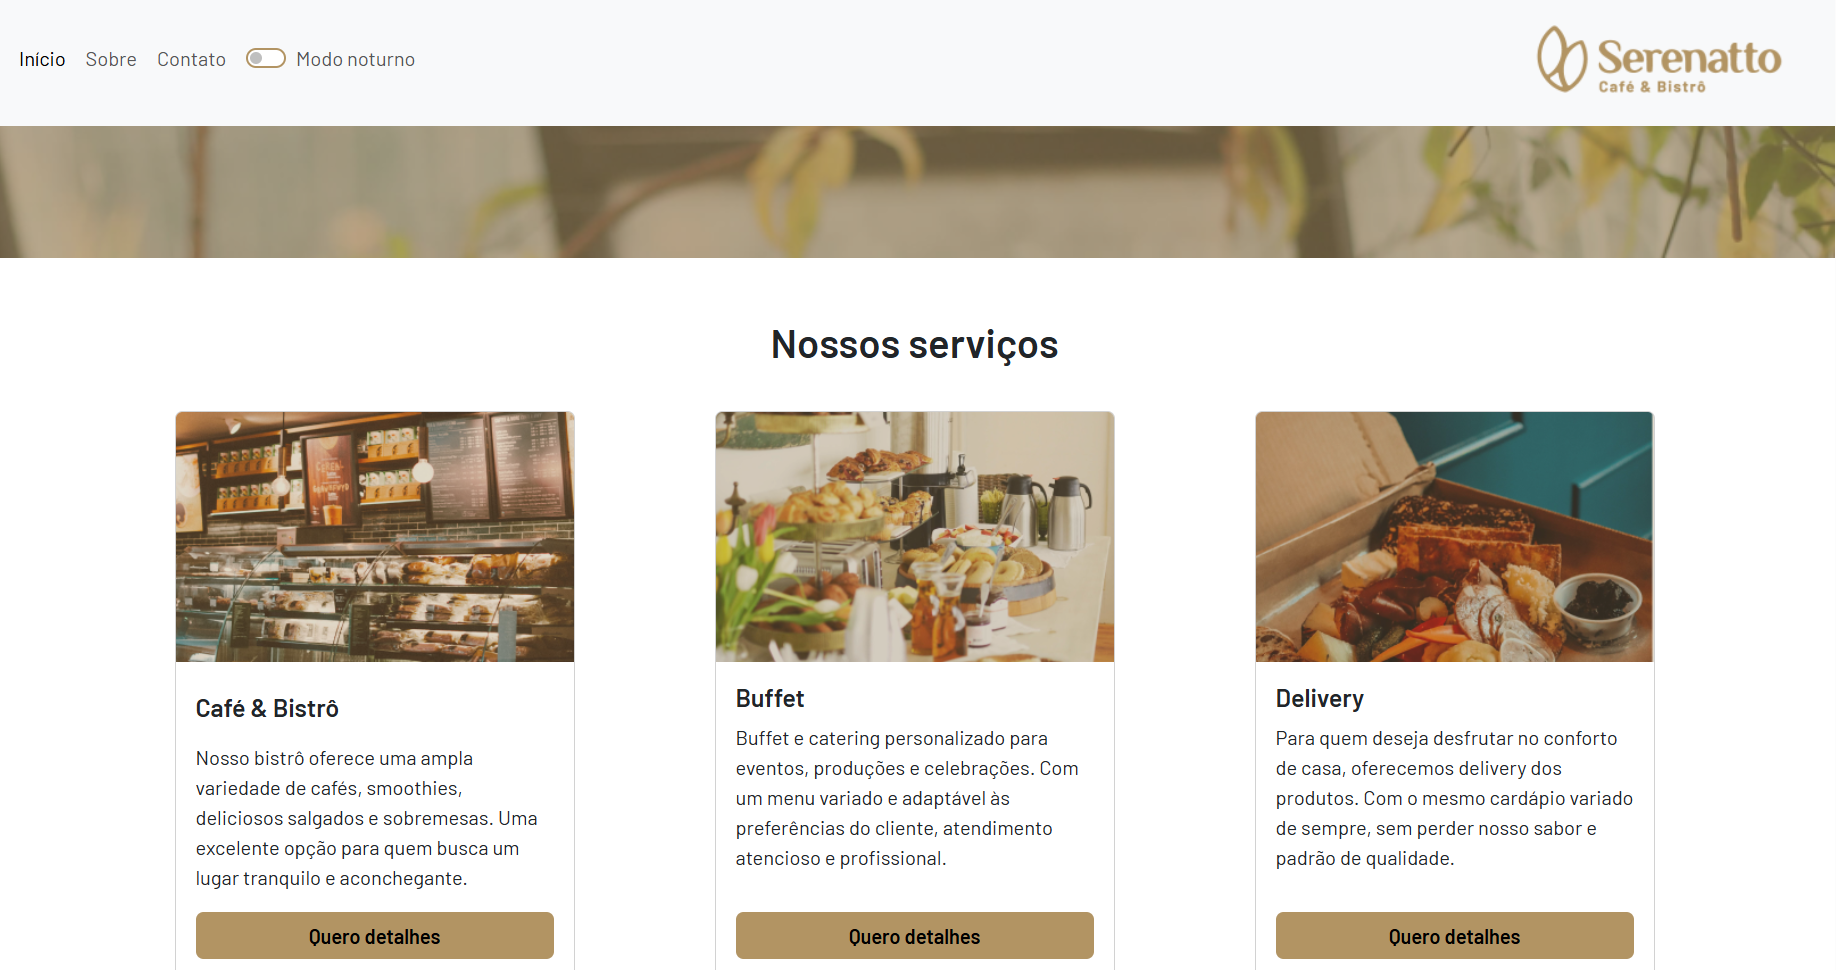 Início Sobre Contato Modo noturno
Serenatto
Café & Bistrô
Nossos serviços
Café & Bistrô
Nosso bistrô oferece uma ampla
variedade de cafés, smoothies,
deliciosos salgados e sobremesas. Uma
excelente opção para quem busca um
lugar tranquilo e aconchegante.
Quero detalhes
Buffet
Buffet e catering personalizado para
eventos, produções e celebrações. Com
um menu variado e adaptável às
preferências do cliente, atendimento
atencioso e profissional.
Quero detalhes
Delivery
Para quem deseja desfrutar no conforto
de casa, oferecemos delivery dos
produtos. Com o mesmo cardápio variado
de sempre, sem perder nosso sabor e
padrão de qualidade.
Quero detalhes